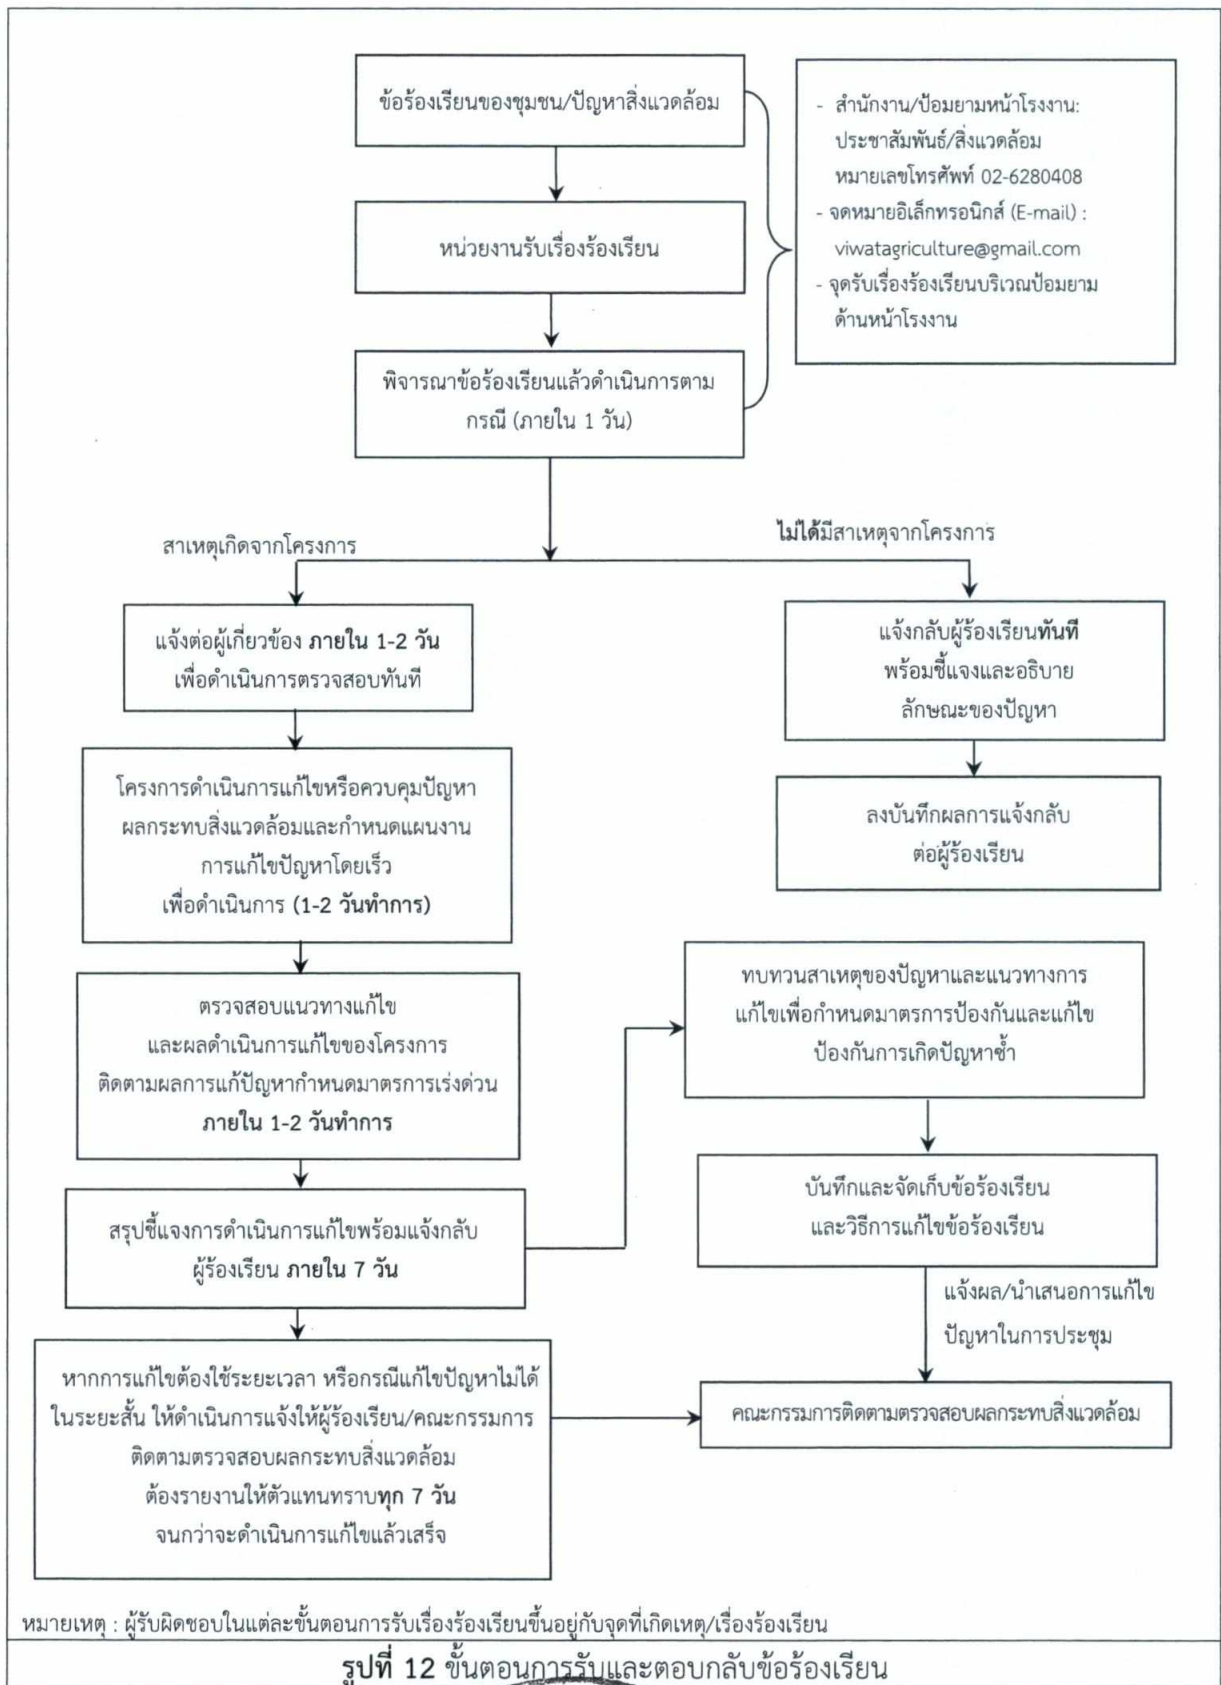 ข้อร้องเรียนของชุมชน/ปัญหาสิ่งแวดล้อม
- สำนักงาน/ป้อมยามหน้าโรงงาน:
ประชาสัมพันธ์/สิ่งแวดล้อม
หมายเลขโทรศัพท์ 02-6280408
- จดหมายอิเล็กทรอนิกส์ (E-mail) :
viwatagriculture@gmail.com
- จุดรับเรื่องร้องเรียนบริเวณป้อมยาม
ด้านหน้าโรงงาน
หน่วยงานรับเรื่องร้องเรียน
พิจารณาข้อร้องเรียนแล้วดำเนินการตาม
กรณี (ภายใน 1 วัน)
สาเหตุเกิดจากโครงการ
ไม่ได้มีสาเหตุจากโครงการ
แจ้งต่อผู้เกี่ยวข้อง ภายใน 1-2 วัน
เพื่อดำเนินการตรวจสอบทันที
แจ้งกลับผู้ร้องเรียนทันที
พร้อมชี้แจงและอธิบาย
ลักษณะของปัญหา
โครงการดำเนินการแก้ไขหรือควบคุมปัญหา
ผลกระทบสิ่งแวดล้อมและกำหนดแผนงาน
การแก้ไขปัญหาโดยเร็ว
เพื่อดำเนินการ (1-2 วันทำการ)
ลงบันทึกผลการแจ้งกลับ
ต่อผู้ร้องเรียน
ตรวจสอบแนวทางแก้ไข
และผลดำเนินการแก้ไขของโครงการ
ติดตามผลการแก้ปัญหากำหนดมาตรการเร่งด่วน
ภายใน 1-2 วันทำการ
ทบทวนสาเหตุของปัญหาและแนวทางการ
แก้ไขเพื่อกำหนดมาตรการป้องกันและแก้ไข
ป้องกันการเกิดปัญหาซ้ำ
สรุปชี้แจงการดำเนินการแก้ไขพร้อมแจ้งกลับ
ผู้ร้องเรียน ภายใน 7 วัน
บันทึกและจัดเก็บข้อร้องเรียน
และวิธีการแก้ไขข้อร้องเรียน
แจ้งผล/นำเสนอการแก้ไข
ปัญหาในการประชุม
หากการแก้ไขต้องใช้ระยะเวลา หรือกรณีแก้ไขปัญหาไม่ได้
ในระยะสั้น ให้ดำเนินการแจ้งให้ผู้ร้องเรียน/คณะกรรมการ
ติดตามตรวจสอบผลกระทบสิ่งแวดล้อม
ต้องรายงานให้ตัวแทนทราบทุก 7 วัน
จนกว่าจะดำเนินการแก้ไขแล้วเสร็จ
คณะกรรมการติดตามตรวจสอบผลกระทบสิ่งแวดล้อม
หมายเหตุ : ผู้รับผิดชอบในแต่ละขั้นตอนการรับเรื่องร้องเรียนขึ้นอยู่กับจุดที่เกิดเหตุ/เรื่องร้องเรียน
รูปที่ 12 ขั้นตอนการรับและตอบกลับข้อร้องเรียน